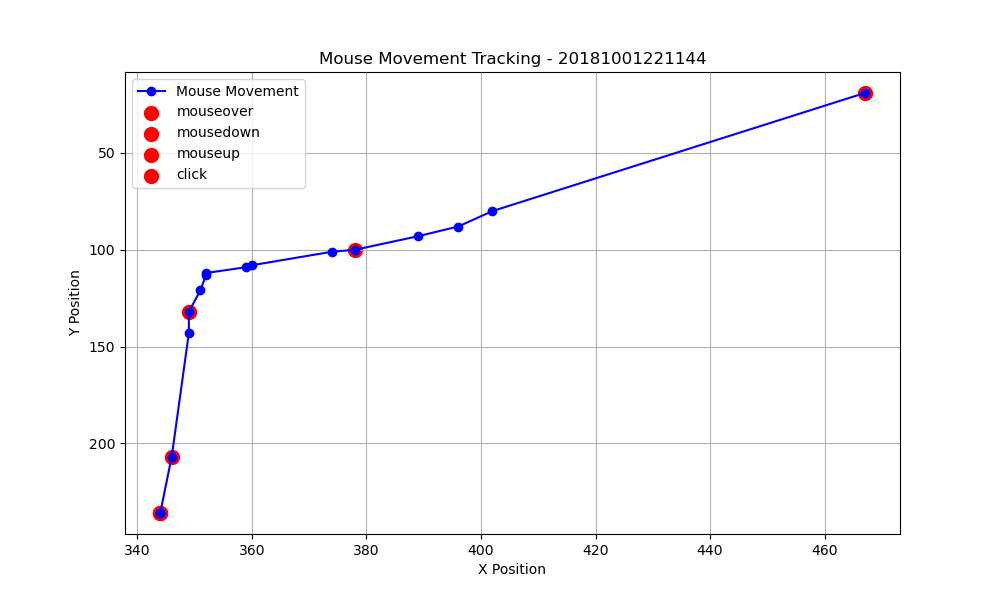 Mouse Movement Tracking - 20181001221144
Mouse Movement
mouseover
mousedown
mouseup
click
50
100
150
200
Y Position
340
360
380
400
420
440
460
X Position